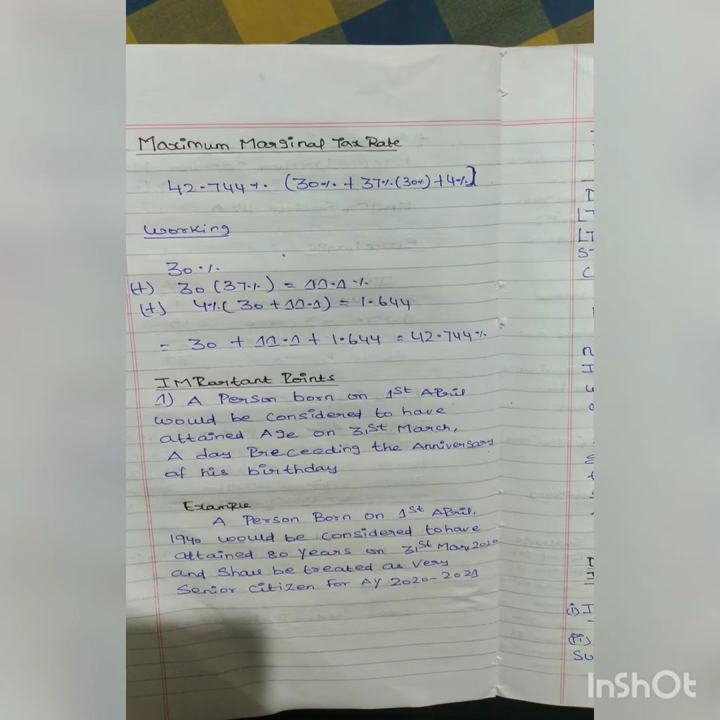 Maximum Marginal Tax Rate
42.744% (30% + 37%(30%) + 4%]
Working
30%
(+) 30 (37%) = 11.1%
(+) 4%( 30 + 11.1) = 1.644
= 30 + 11.1 + 1.644 = 42.744%
IMPortant Points
1) A Person born on 1st April
would be considered to have
attained Age on 31st March,
A day Preceeding the Anniversary
of his birthday
Example
A Person Born on 1st April,
1940 would be considered to have
attained 80 years on 31st Mar, 2020
and shall be treated as very
Senior citizen for AY 2020-2021
LT
LT
(i) I
(ii)
InShOt